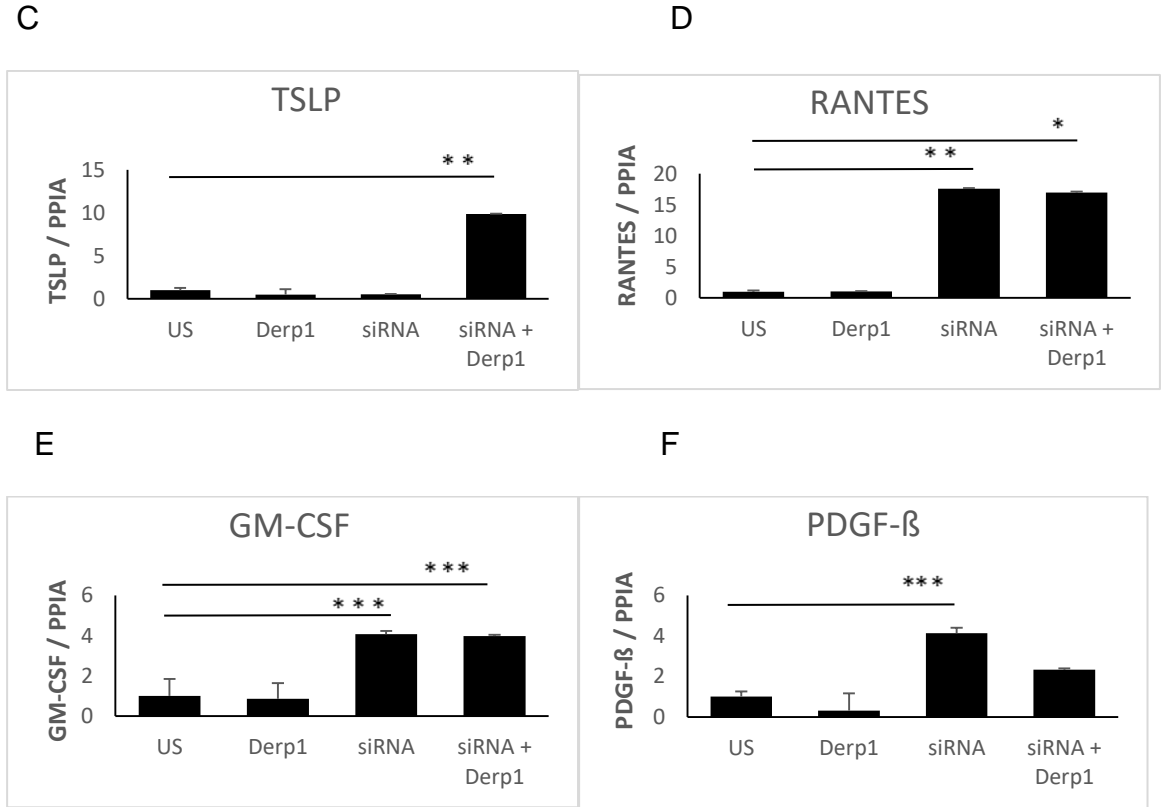 C
D
TSLP
* *
15
10
5
0
TSLP / PPIA
US
Derp1
siRNA
siRNA +
Derp1
RANTES
*
* *
20
15
10
5
0
RANTES / PPIA
US
Derp1
siRNA
siRNA +
Derp1
E
F
GM-CSF
* * *
* * *
6
4
2
0
GM-CSF / PPIA
US
Derp1
siRNA
siRNA +
Derp1
PDGF-ß
***
6
4
2
0
PDGF-ß / PPIA
US
Derp1
siRNA
siRNA +
Derp1